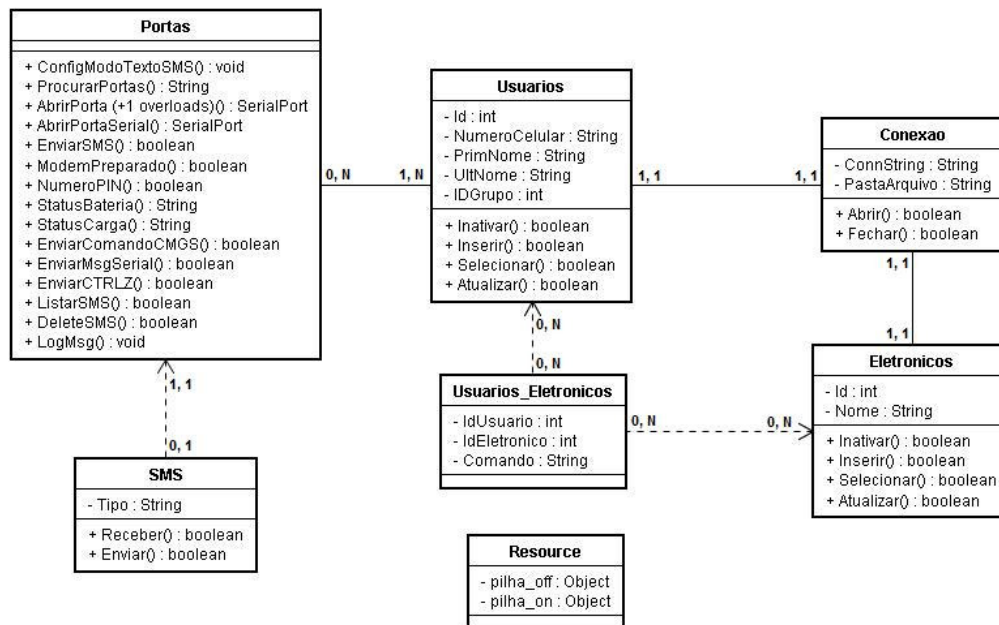 Portas
+ ConfigModoTextoSMS() : void
+ ProcurarPortas() : String
+ AbrirPorta (+1 overloads)() : SerialPort
+ AbrirPortaSerial() : SerialPort
+ EnviarSMS() : boolean
+ ModemPreparado() : boolean
+ NumeroPIN() : boolean
+ StatusBateria() : String
+ StatusCarga() : String
+ EnviarComandoCMGS() : boolean
+ EnviarMsgSerial() : boolean
+ EnviarCTRLZ() : boolean
+ ListarSMS() : boolean
+ DeleteSMS() : boolean
+ LogMsg() : void
0, N
1, N
Usuarios
- Id : int
- NumeroCelular : String
- PrimNome : String
- UltNome : String
- IDGrupo : int
+ Inativar() : boolean
+ Inserir() : boolean
+ Selecionar() : boolean
+ Atualizar() : boolean
1, 1
1, 1
Conexao
- ConnString : String
- PastaArquivo : String
+ Abrir() : boolean
+ Fechar() : boolean
1, 1
1, 1
Eletronicos
- Id : int
- Nome : String
+ Inativar() : boolean
+ Inserir() : boolean
+ Selecionar() : boolean
+ Atualizar() : boolean
0, N
0, N
Usuarios_Eletronicos
- IdUsuario : int
- IdEletronico : int
- Comando : String
0, N
0, N
1, 1
0, 1
SMS
- Tipo : String
+ Receber() : boolean
+ Enviar() : boolean
Resource
- pilha_off : Object
- pilha_on : Object